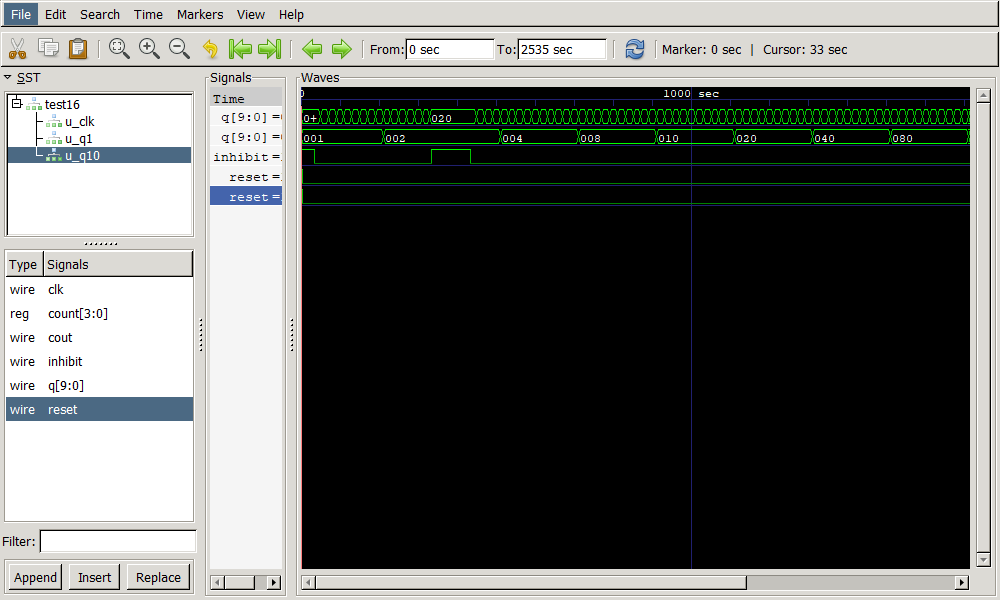 File Edit Search Time Markers View Help
From: 0 sec To: 2535 sec Marker: 0 sec | Cursor: 33 sec
SST
test16
u_clk
u_q1
u_q10
Type Signals
wire clk
reg count[3:0]
wire cout
wire inhibit
wire q[9:0]
wire reset
Filter:
Append Insert Replace
Signals
Time
q[9:0] =
q[9:0] =
inhibit =
reset =
reset =
Waves
0 1000 sec
0+ 020
001 002 004 008 010 020 040 080